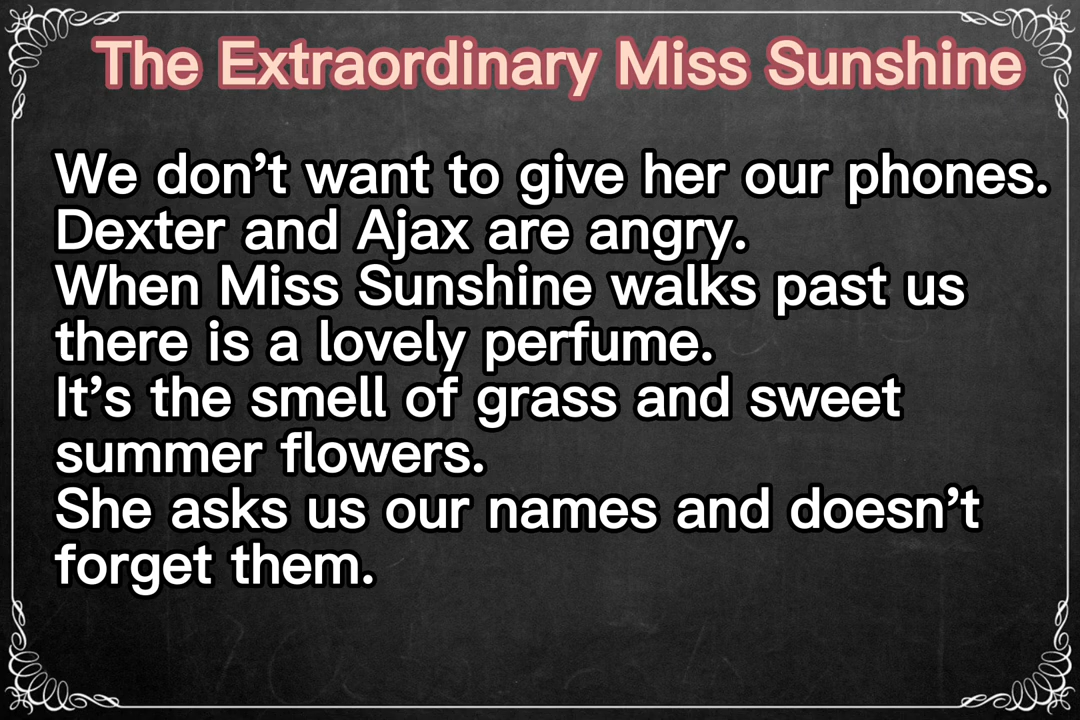 The Extraordinary Miss Sunshine
We don’t want to give her our phones.
Dexter and Ajax are angry.
When Miss Sunshine walks past us
there is a lovely perfume.
It’s the smell of grass and sweet
summer flowers.
She asks us our names and doesn’t
forget them.